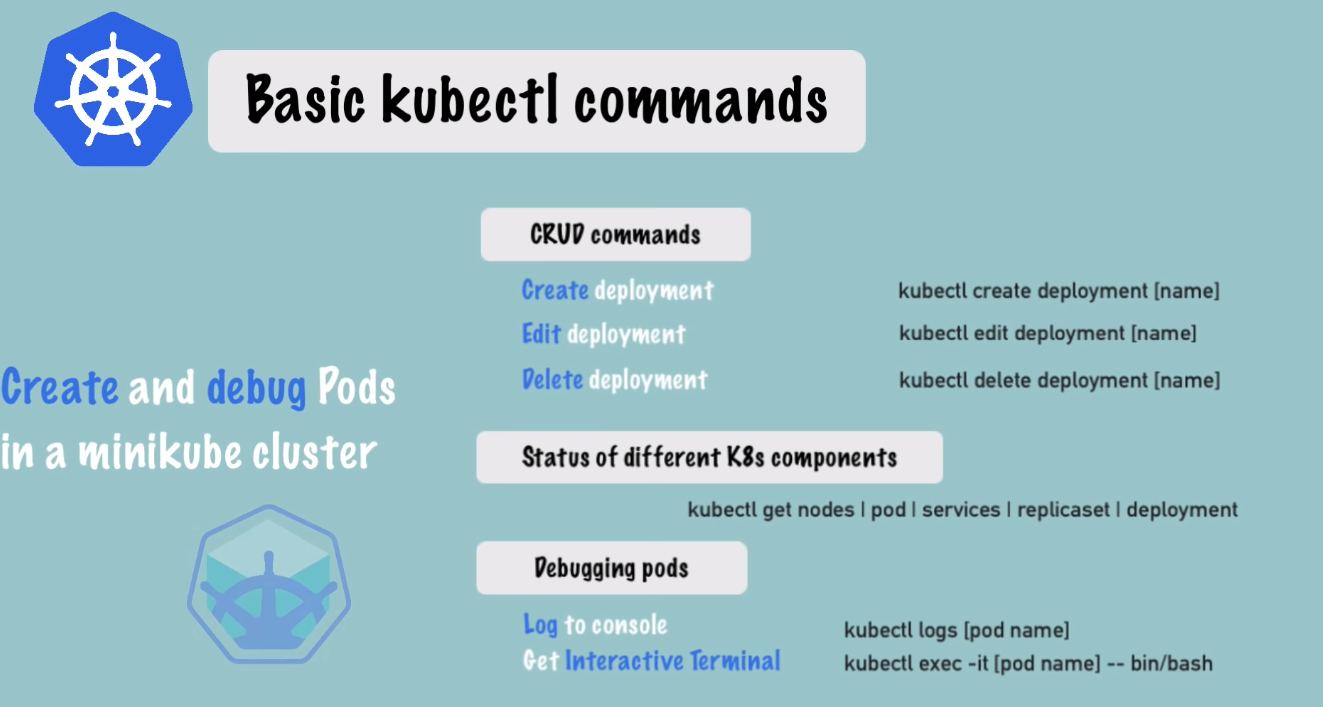 Basic kubectl commands
CRUD commands
Create deployment kubectl create deployment [name]
Edit deployment kubectl edit deployment [name]
Delete deployment kubectl delete deployment [name]
Create and debug Pods
in a minikube cluster
Status of different K8s components
kubectl get nodes | pod | services | replicaset | deployment
Debugging pods
Log to console kubectl logs [pod name]
Get Interactive Terminal kubectl exec -it [pod name] -- bin/bash